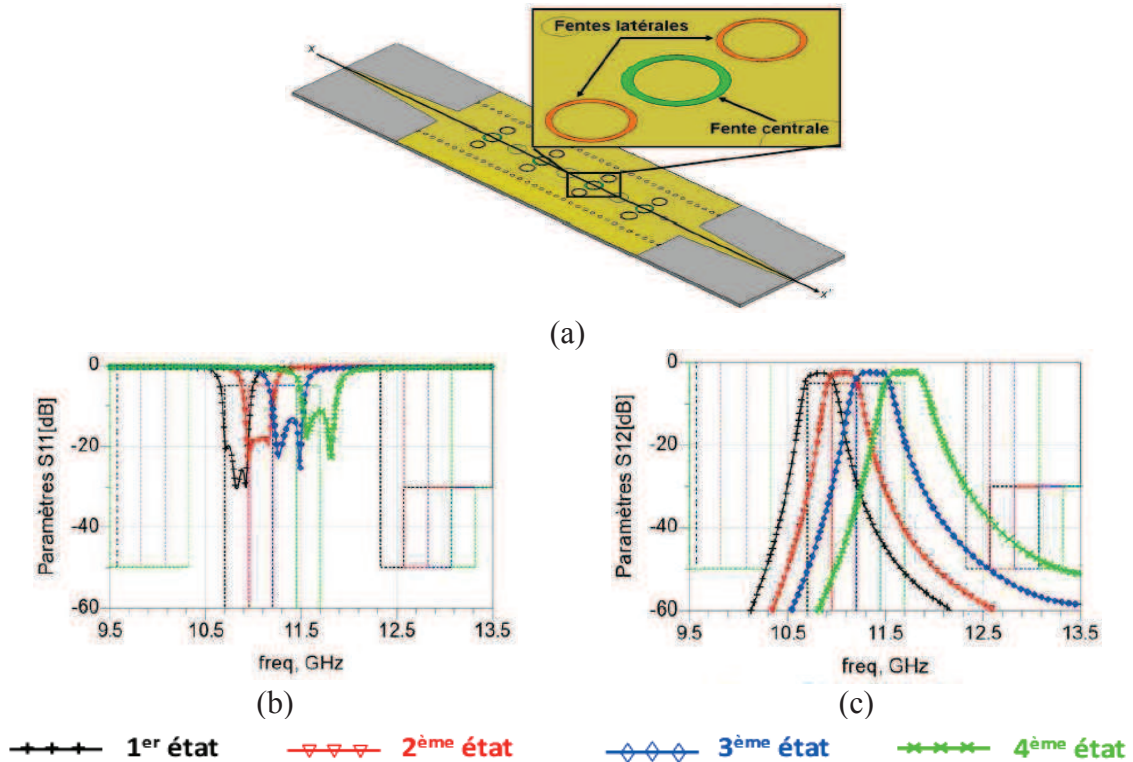 Fentes latérales
x
Fente centrale
x'
(a)
Paramètres S11[dB]
0
-20
-40
-60
9.5
10.5
11.5
12.5
13.5
freq, GHz
(b)
Paramètres S12[dB]
0
-20
-40
-60
9.5
10.5
11.5
12.5
13.5
freq, GHz
(c)
1er état
2ème état
3ème état
4ème état